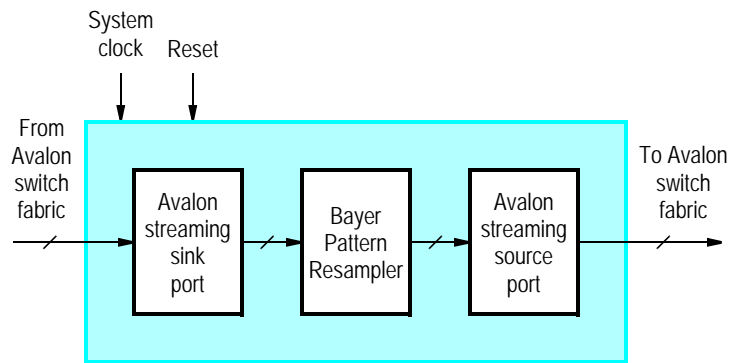 System
clock
Reset
From
Avalon
switch
fabric
Avalon
streaming
sink
port
Bayer
Pattern
Resampler
Avalon
streaming
source
port
To Avalon
switch
fabric